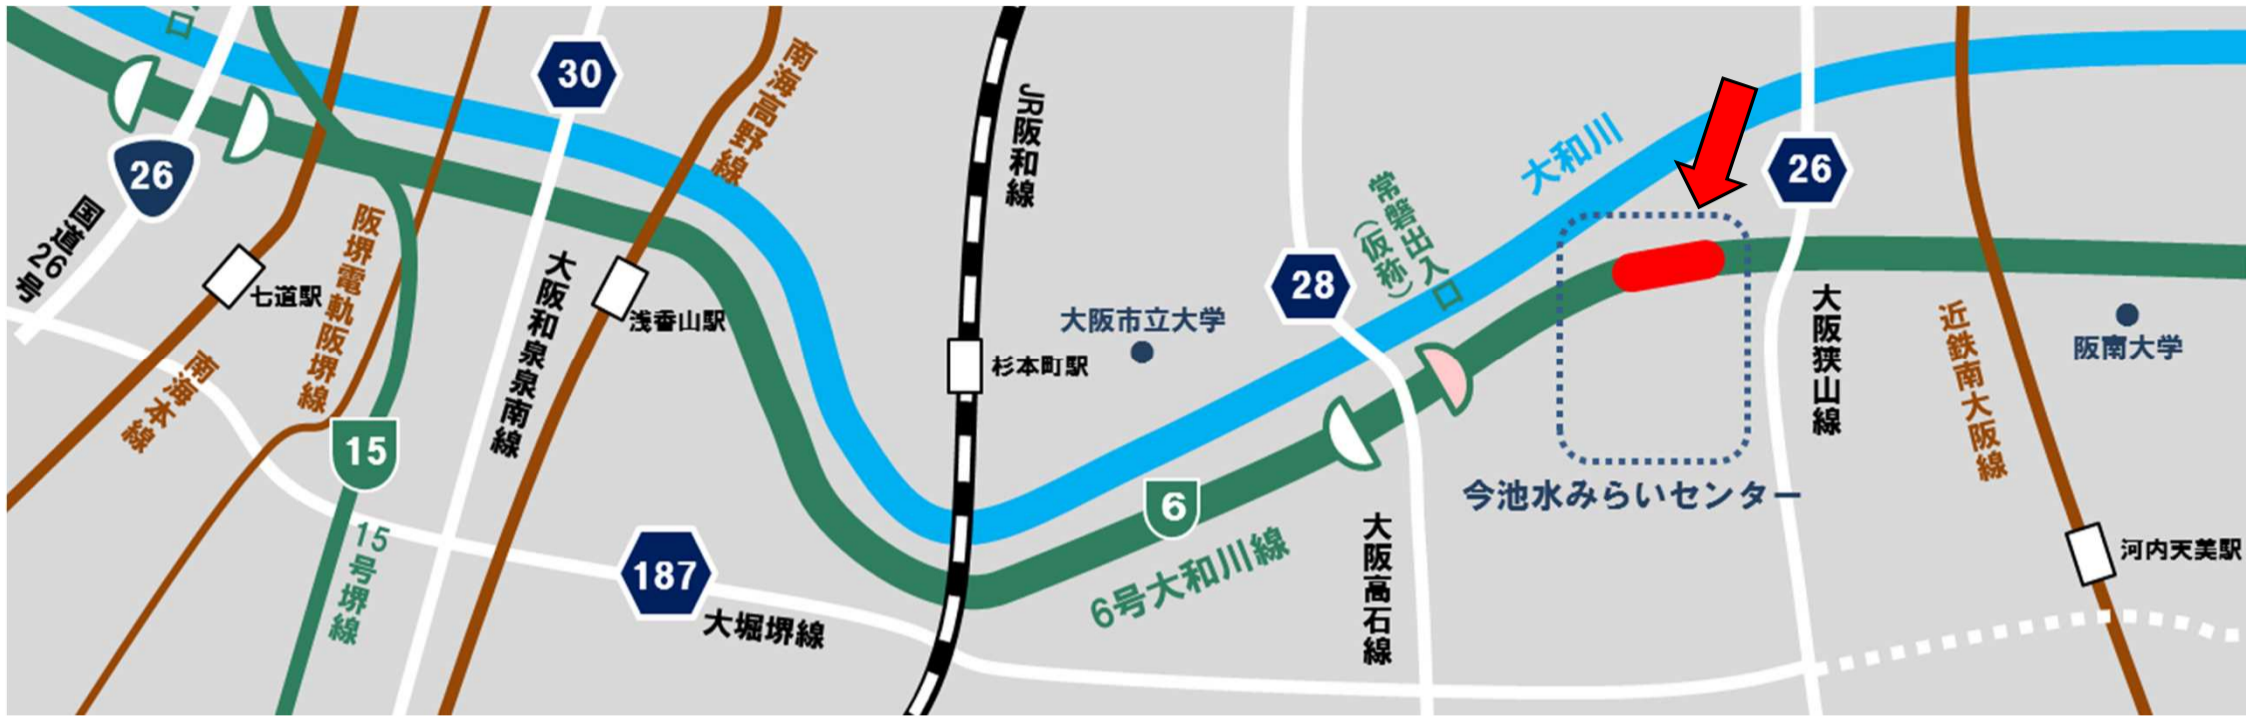 口
26
国道26号
七道駅
南海本線
阪堺電軌阪堺線
15
15号堺線
30
大阪和泉泉南線
南海高野線
浅香山駅
187
大堀堺線
JR阪和線
杉本町駅
大阪市立大学
6
6号大和川線
28
大阪高石線
常磐出入口
(仮称)
大和川
今池水みらいセンター
26
大阪狭山線
近鉄南大阪線
阪南大学
河内天美駅